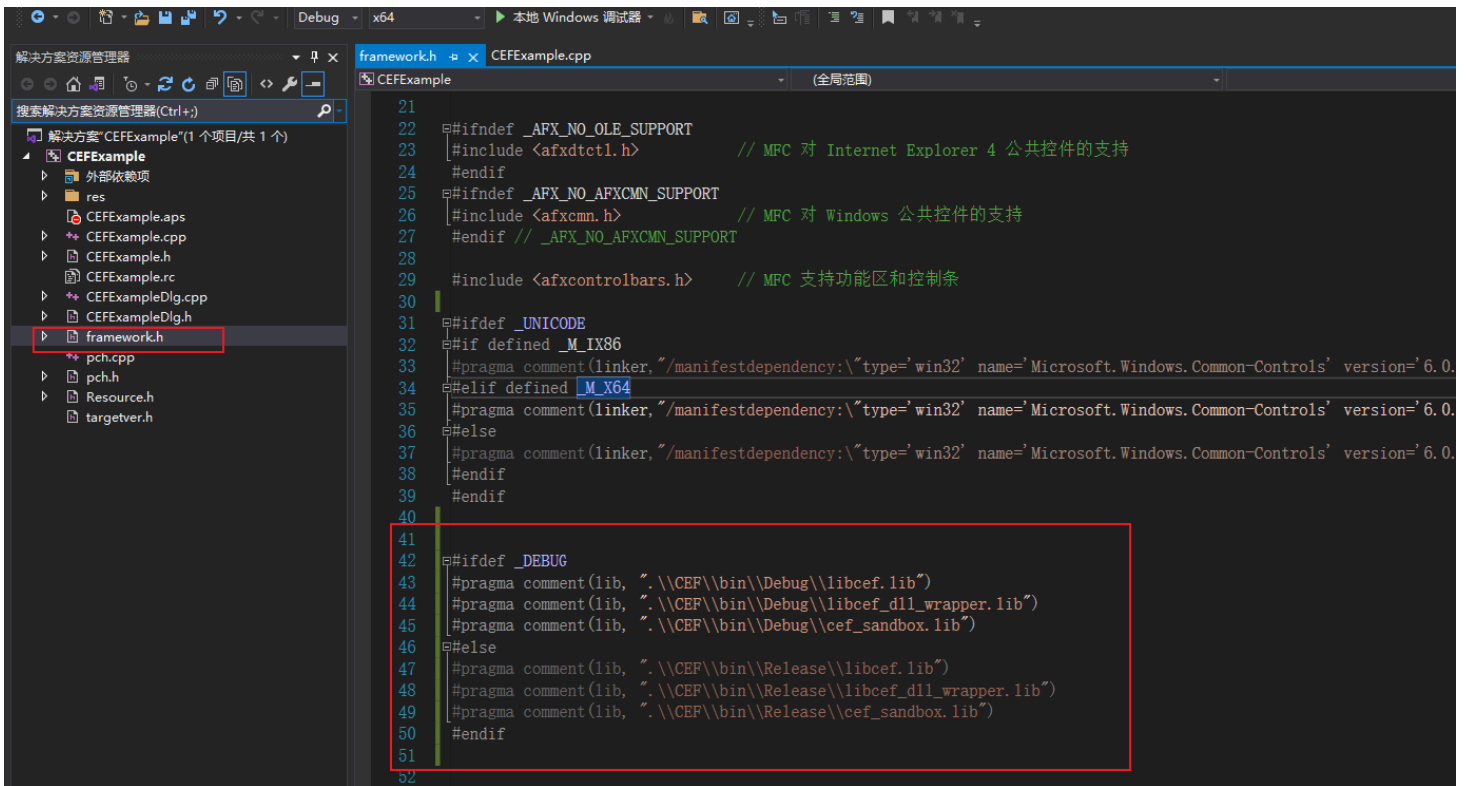 Debug x64 本地 Windows 调试器
解决方案资源管理器
搜索解决方案资源管理器(Ctrl+;)
解决方案"CEFExample"(1 个项目/共 1 个)
CEFExample
外部依赖项
res
CEFExample.aps
CEFExample.cpp
CEFExample.h
CEFExample.rc
CEFExampleDlg.cpp
CEFExampleDlg.h
framework.h
pch.cpp
pch.h
Resource.h
targetver.h
framework.h CEFExample.cpp
CEFExample (全局范围)
21
22 #ifndef _AFX_NO_OLE_SUPPORT
23 #include <afxdtctl.h> // MFC 对 Internet Explorer 4 公共控件的支持
24 #endif
25 #ifndef _AFX_NO_AFXCMN_SUPPORT
26 #include <afxcmn.h> // MFC 对 Windows 公共控件的支持
27 #endif // _AFX_NO_AFXCMN_SUPPORT
28
29 #include <afxcontrolbars.h> // MFC 支持功能区和控制条
30
31 #ifdef _UNICODE
32 #if defined _M_IX86
33 #pragma comment(linker,"/manifestdependency:\"type='win32' name='Microsoft.Windows.Common-Controls' version='6.0.
34 #elif defined _M_X64
35 #pragma comment(linker,"/manifestdependency:\"type='win32' name='Microsoft.Windows.Common-Controls' version='6.0.
36 #else
37 #pragma comment(linker,"/manifestdependency:\"type='win32' name='Microsoft.Windows.Common-Controls' version='6.0.
38 #endif
39 #endif
40
41
42 #ifdef _DEBUG
43 #pragma comment(lib, ".\\CEF\\bin\\Debug\\libcef.lib")
44 #pragma comment(lib, ".\\CEF\\bin\\Debug\\libcef_dll_wrapper.lib")
45 #pragma comment(lib, ".\\CEF\\bin\\Debug\\cef_sandbox.lib")
46 #else
47 #pragma comment(lib, ".\\CEF\\bin\\Release\\libcef.lib")
48 #pragma comment(lib, ".\\CEF\\bin\\Release\\libcef_dll_wrapper.lib")
49 #pragma comment(lib, ".\\CEF\\bin\\Release\\cef_sandbox.lib")
50 #endif
51
52